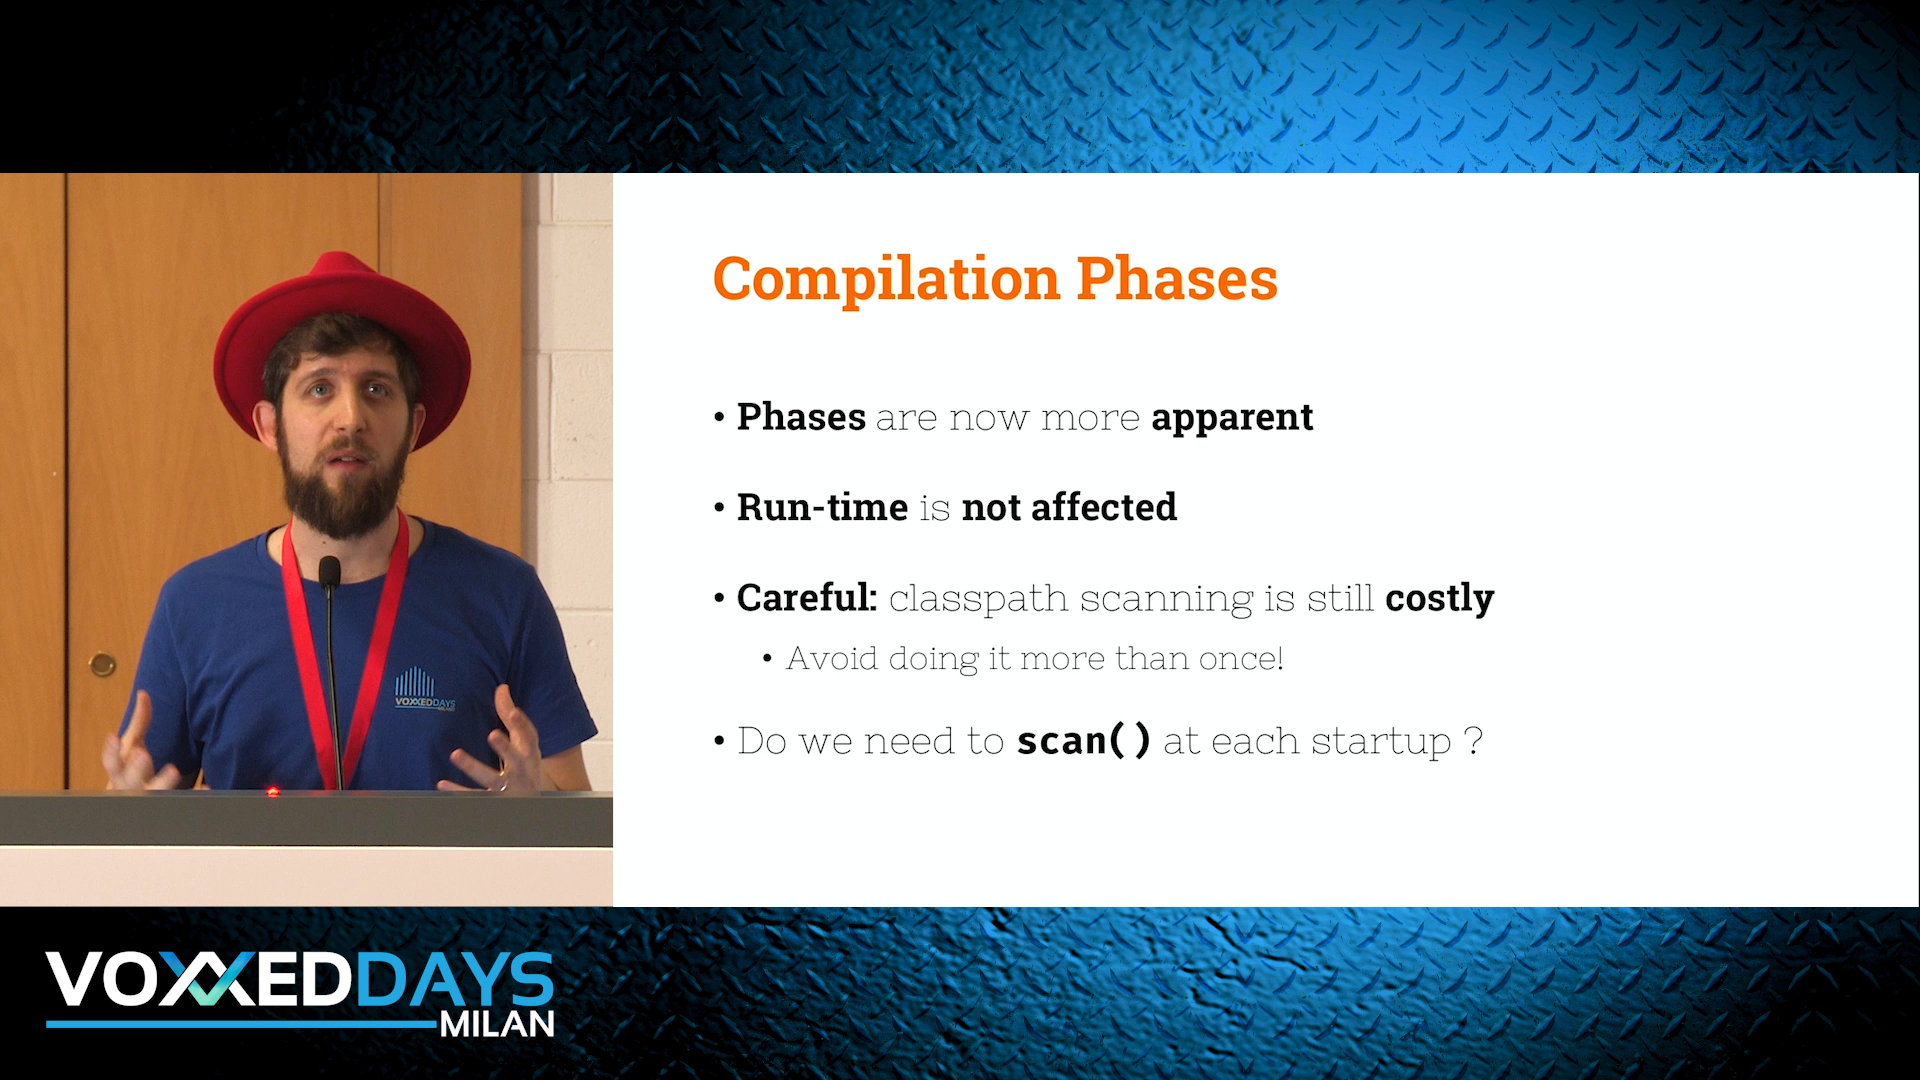 Compilation Phases
• Phases are now more apparent
• Run-time is not affected
• Careful: classpath scanning is still costly
• Avoid doing it more than once!
• Do we need to scan() at each startup ?
VOXXEDDAYS
VOXXEDDAYS
MILAN